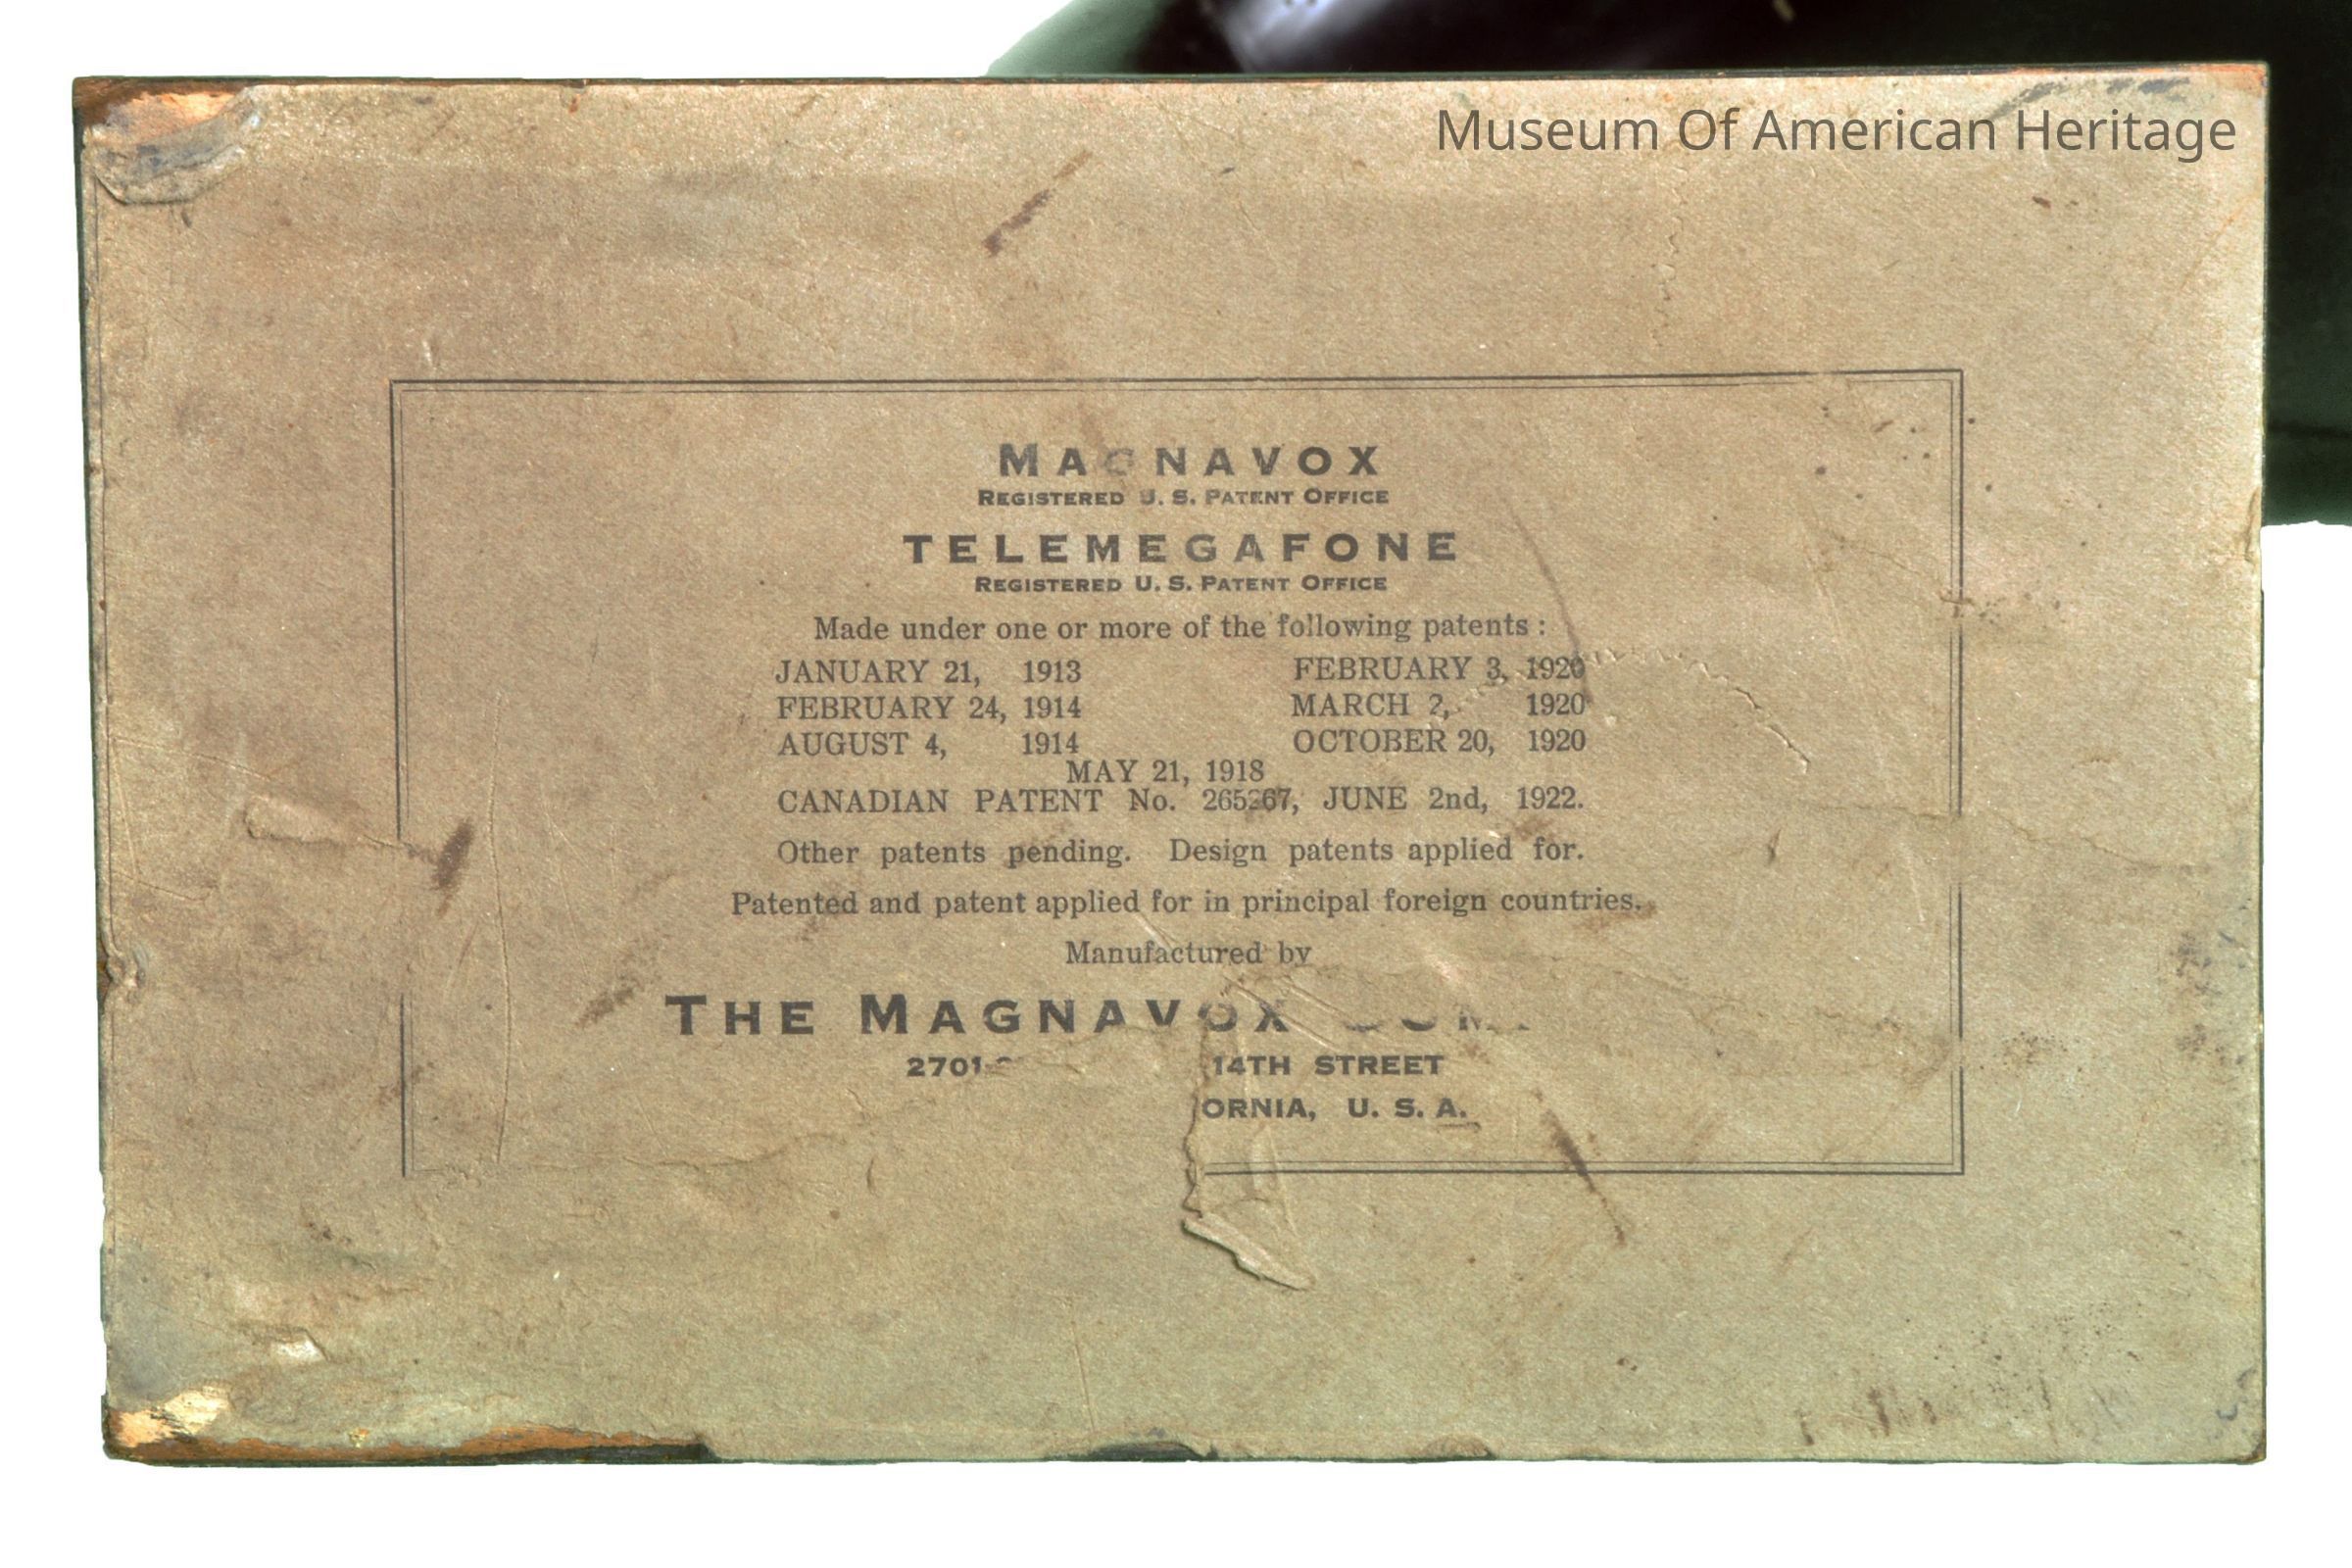 Museum Of American Heritage
MAGNAVOX
REGISTERED U. S. PATENT OFFICE
TELEMEGAFONE
REGISTERED U. S. PATENT OFFICE
Made under one or more of the following patents :
JANUARY 21, 1913 FEBRUARY 3, 1920
FEBRUARY 24, 1914 MARCH 2, 1920
AUGUST 4, 1914 OCTOBER 20, 1920
MAY 21, 1918
CANADIAN PATENT No. JUNE 2nd, 1922.
Other patents pending. Design patents applied for.
Patented and patent applied for in principal foreign countries.
Manufactured by
THE MAGNAVOX
14TH STREET
U. S. A.